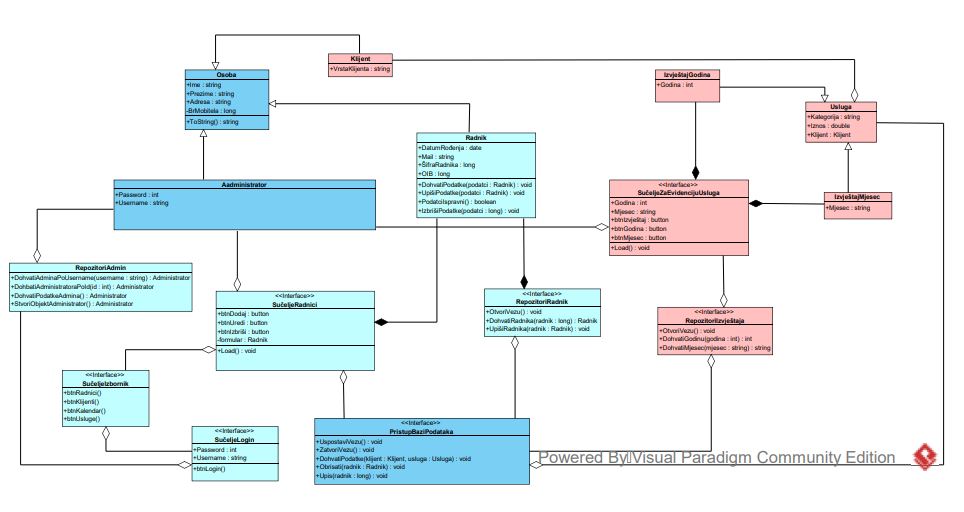 Klijent
+VrstaKlijenta : string
Osoba
+Ime : string
+Prezime : string
+Adresa : string
-BrMobitela : long
+ToString() : string
IzvještajGodina
+Godina : int
Usluga
+Kategorija : string
+Iznos : double
+Klijent : Klijent
Radnik
+DatumRođenja : date
+Mail : string
+ŠifraRadnika : long
+OIB : long
+DohvatiPodatke(podatci : Radnik) : void
+UpišiPodatke(podatci : Radnik) : void
+PodatciIspravni() : boolean
+IzbrišiPodatke(podatci : long) : void
Aadministrator
+Password : int
+Username : string
<<Interface>>
SučeljeZaEvidencijuUsluga
+Godina : int
+Mjesec : string
+btnIzvještaj : button
+btnGodina : button
+btnMjesec : button
+Load() : void
IzvještajMjesec
+Mjesec : string
RepozitoriAdmin
+DohvatiAdminaPoUsername(username : string) : Administrator
+DohbatiAdministratoraPoId(id : int) : Administrator
+DohvatiPodatkeAdmina() : Administrator
+StvoriObjektAdministrator() : Administrator
<<Interface>>
SučeljeRadnici
+btnDodaj : button
+btnUredi : button
+btnIzbriši : button
-formular : Radnik
+Load() : void
<<Interface>>
RepozitoriRadnik
+OtvoriVezu() : void
+DohvatiRadnika(radnik : long) : Radnik
+UpišiRadnika(radnik : Radnik) : void
<<Interface>>
RepozitoriIzvještaja
+OtvoriVezu() : void
+DohvatiGodinu(godina : int) : int
+DohvatiMjesec(mjesec : string) : string
<<Interface>>
SučeljeIzbornik
+btnRadnici()
+btnKlijenti()
+btnKalendar()
+btnUsluge()
<<Interface>>
SučeljeLogin
+Password : int
+Username : string
+btnLogin()
<<Interface>>
PristupBaziPodataka
+UspostaviVezu() : void
+ZatvoriVezu() : void
+DohvatiPodatke(klijent : Klijent, usluga : Usluga) : void
+Obrisati(radnik : Radnik) : void
+Upis(radnik : long) : void
Powered By Visual Paradigm Community Edition